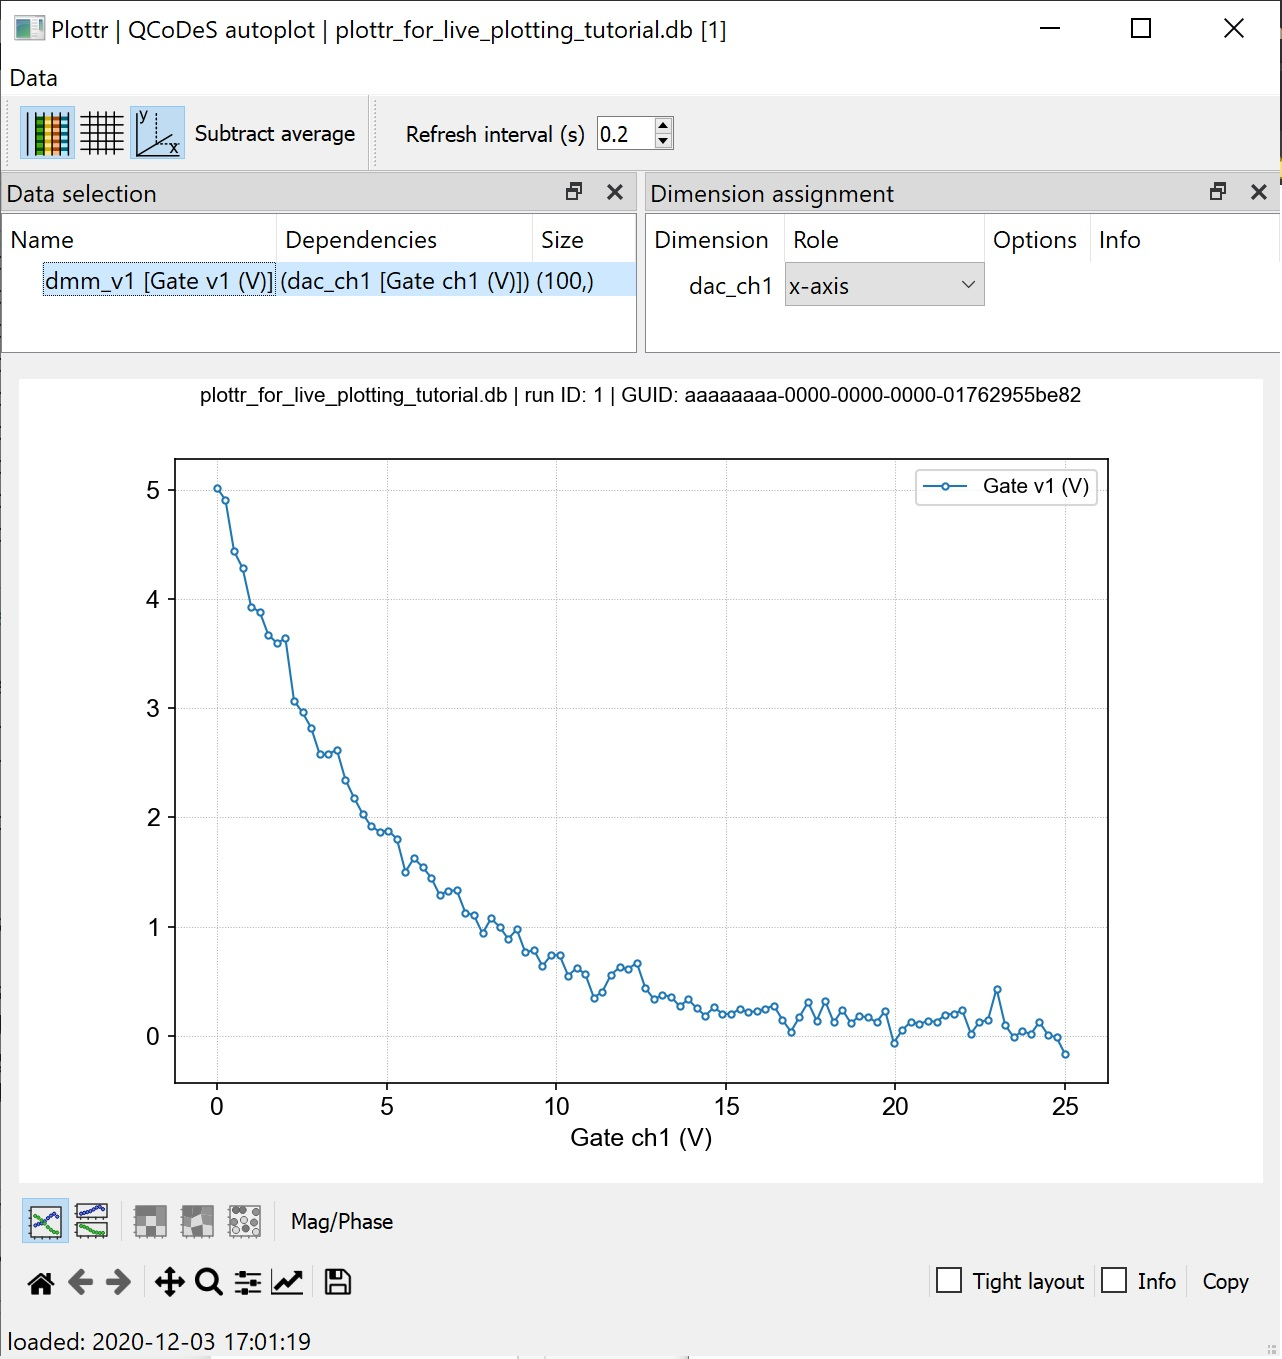 Plottr | QCoDeS autoplot | plottr_for_live_plotting_tutorial.db [1]
Data
y
x
Subtract average
Refresh interval (s)
0.2
Data selection
Dimension assignment
Name Dependencies Size
dmm_v1 [Gate v1 (V)] (dac_ch1 [Gate ch1 (V)]) (100,)
Dimension Role Options Info
dac_ch1 x-axis
plottr_for_live_plotting_tutorial.db | run ID: 1 | GUID: aaaaaaaa-0000-0000-0000-01762955be82
Gate v1 (V)
5
4
3
2
1
0
0 5 10 15 20 25
Gate ch1 (V)
Mag/Phase
Tight layout Info Copy
loaded: 2020-12-03 17:01:19